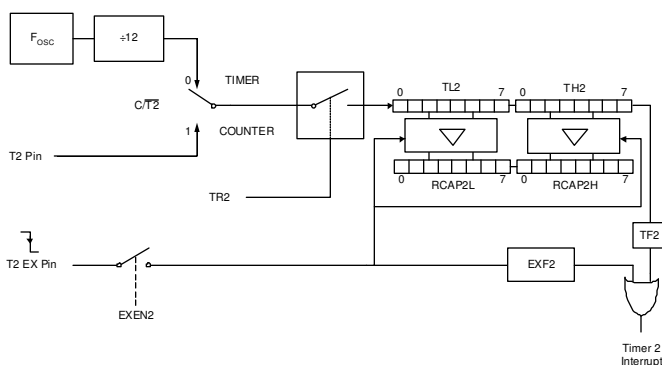 FOSC
÷12
0
TIMER
C/T2
1
COUNTER
T2 Pin
TR2
0
TL2
7
0
TH2
7
0
RCAP2L
7
0
RCAP2H
7
TF2
T2 EX Pin
EXF2
EXEN2
Timer 2
Interrupt